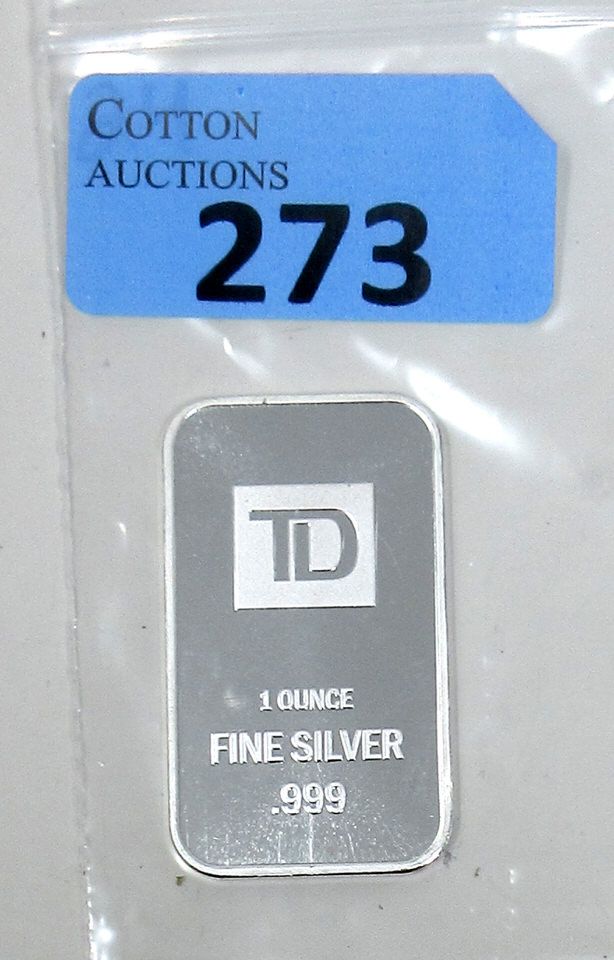 COTTON
AUCTIONS
273
TD
1 OUNCE
FINE SILVER
.999